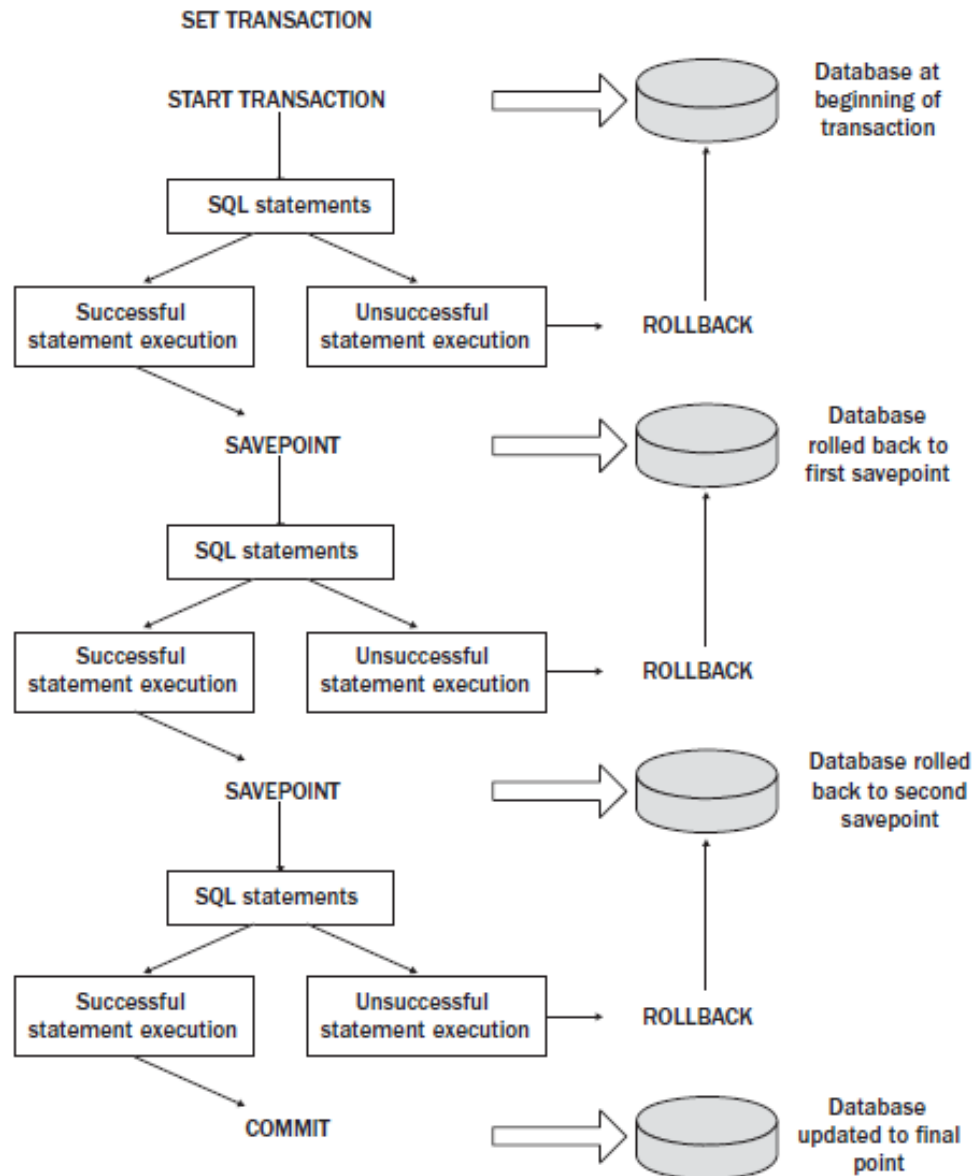 SET TRANSACTION
START TRANSACTION
Database at
beginning of
transaction
SQL statements
Successful
statement execution
Unsuccessful
statement execution
ROLLBACK
SAVEPOINT
Database
rolled back to
first savepoint
SQL statements
Successful
statement execution
Unsuccessful
statement execution
ROLLBACK
SAVEPOINT
Database rolled
back to second
savepoint
SQL statements
Successful
statement execution
Unsuccessful
statement execution
ROLLBACK
COMMIT
Database
updated to final
point